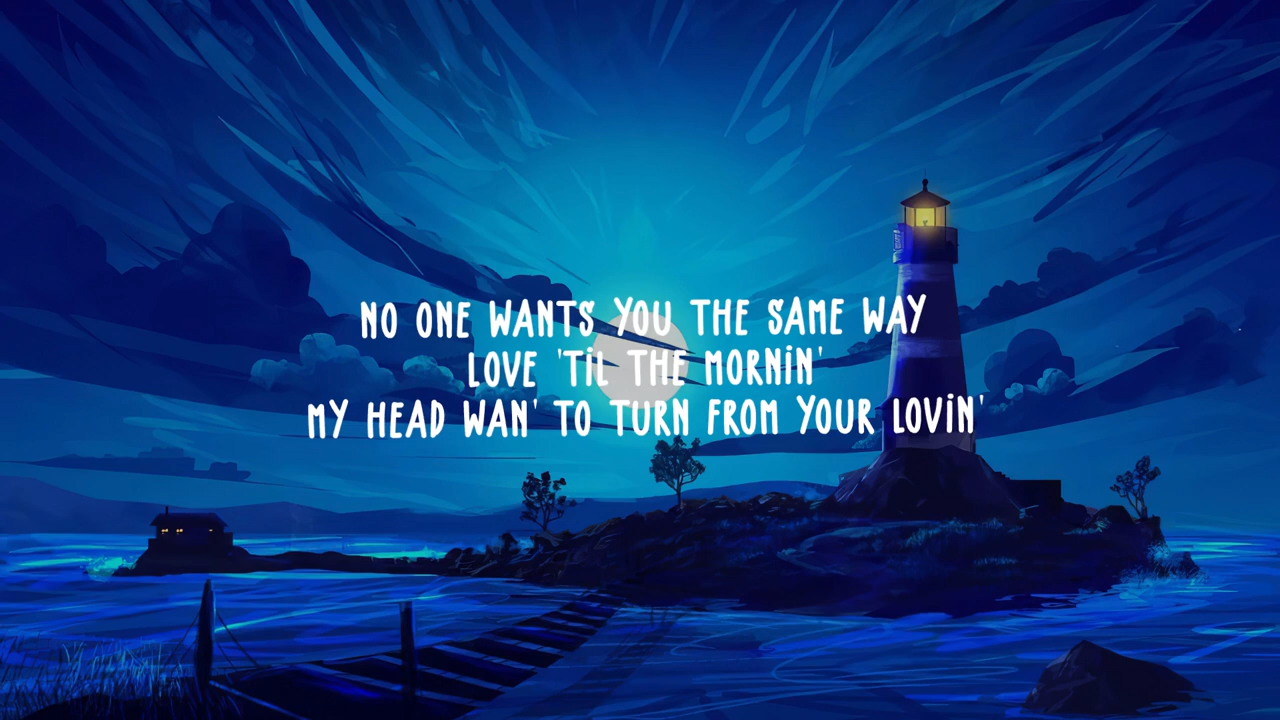 NO ONE WANTS YOU THE SAME WAY
LOVE 'TiL THE MORNiN'
MY HEAD WAN' TO TURN FROM YOUR LOViN'